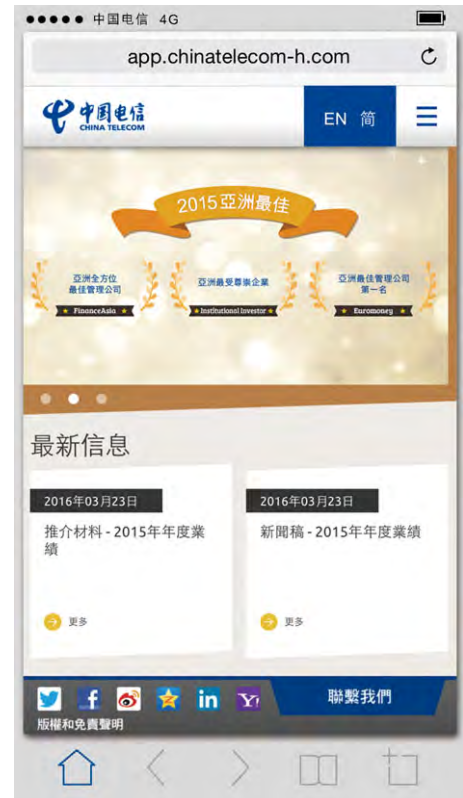 中国电信 4G
app.chinatelecom-h.com
中国电信
CHINA TELECOM
EN 简
2015亞洲最佳
亞洲全方位
最佳管理公司
FinanceAsia
亞洲最受尊崇企業
Institutional Investor
亞洲最佳管理公司
第一名
Euromoney
最新信息
2016年03月23日
推介材料 - 2015年年度業
績
更多
2016年03月23日
新聞稿 - 2015年年度業績
更多
聯繫我們
版權和免責聲明